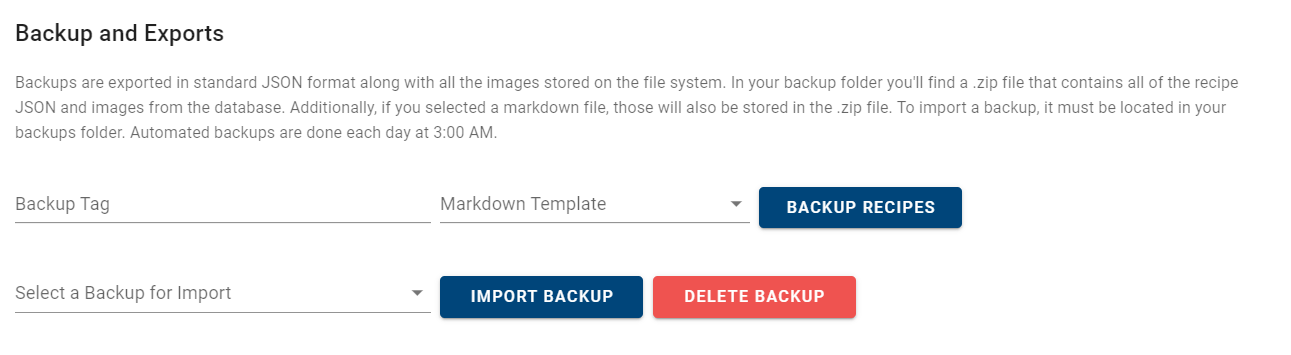 Backup and Exports
Backups are exported in standard JSON format along with all the images stored on the file system. In your backup folder you'll find a .zip file that contains all of the recipe
JSON and images from the database. Additionally, if you selected a markdown file, those will also be stored in the .zip file. To import a backup, it must be located in your
backups folder. Automated backups are done each day at 3:00 AM.
Backup Tag Markdown Template BACKUP RECIPES
Select a Backup for Import IMPORT BACKUP DELETE BACKUP